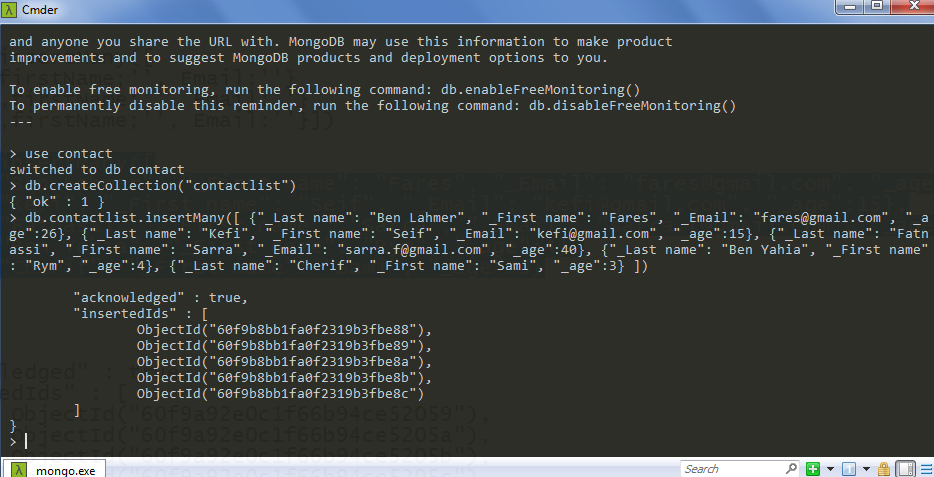 Cmder
and anyone you share the URL with. MongoDB may use this information to make product
improvements and to suggest MongoDB products and deployment options to you.
To enable free monitoring, run the following command: db.enableFreeMonitoring()
To permanently disable this reminder, run the following command: db.disableFreeMonitoring()
---
> use contact
switched to db contact
> db.createCollection("contactlist")
{ "ok" : 1 }
> db.contactlist.insertMany([ {"_Last name": "Ben Lahmer", "_First name": "Fares", "_Email": "fares@gmail.com", "_a
ge":26}, {"_Last name": "Kefi", "_First name": "Seif", "_Email": "kefi@gmail.com", "_age":15}, {"_Last name": "Fatn
assi", "_First name": "Sarra", "_Email": "sarra.f@gmail.com", "_age":40}, {"_Last name": "Ben Yahia", "_First name"
: "Rym", "_age":4}, {"_Last name": "Cherif", "_First name": "Sami", "_age":3} ])
"acknowledged" : true,
"insertedIds" : [
ObjectId("60f9b8bb1fa0f2319b3fbe88"),
ObjectId("60f9b8bb1fa0f2319b3fbe89"),
ObjectId("60f9b8bb1fa0f2319b3fbe8a"),
ObjectId("60f9b8bb1fa0f2319b3fbe8b"),
ObjectId("60f9b8bb1fa0f2319b3fbe8c")
]
}
>
mongo.exe
Search